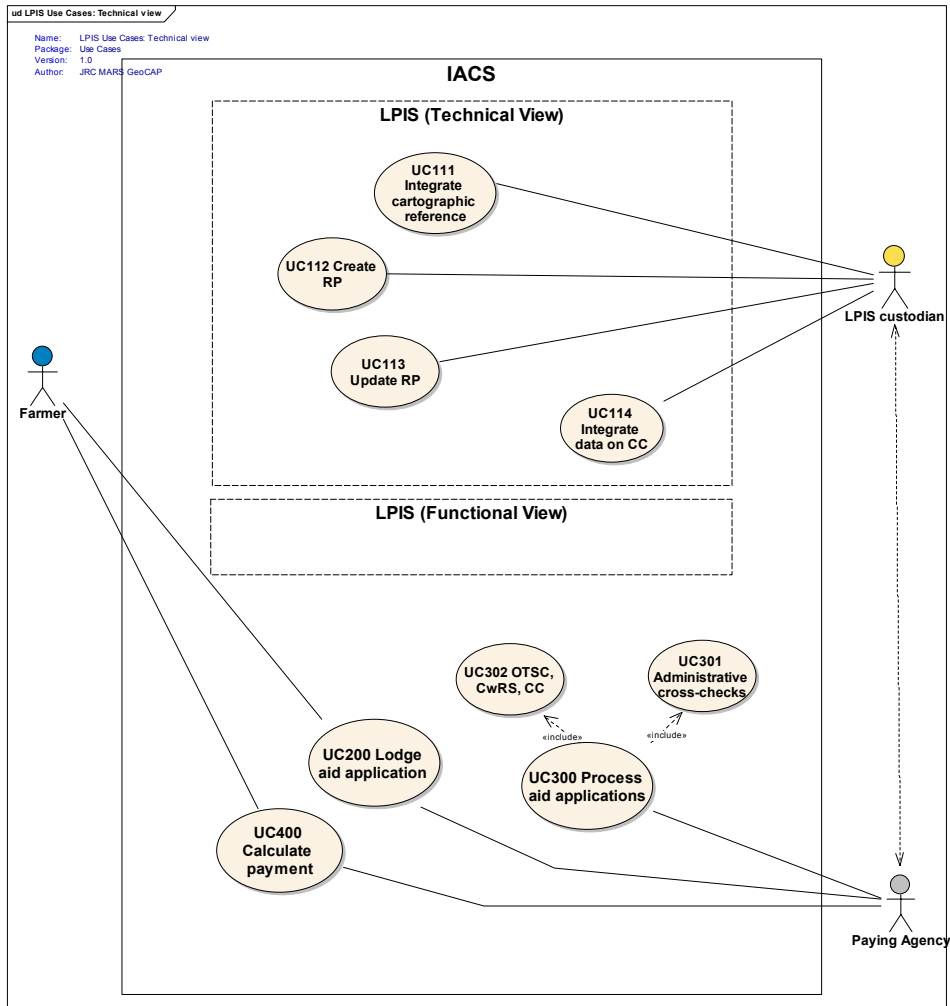 ud LPIS Use Cases: Technical view
Name: LPIS Use Cases: Technical view
Package: Use Cases
Version: 1.0
Author: JRC MARS GeoCAP
IACS
LPIS (Technical View)
UC111
Integrate
cartographic
reference
UC112 Create
RP
LPIS custodian
UC113
Update RP
Farmer
UC114
Integrate
data on CC
LPIS (Functional View)
UC302 OTSC,
CwRS, CC
UC301
Administrative
cross-checks
«include»
«include»
UC200 Lodge
aid application
UC300 Process
aid applications
UC400
Calculate
payment
Paying Agency